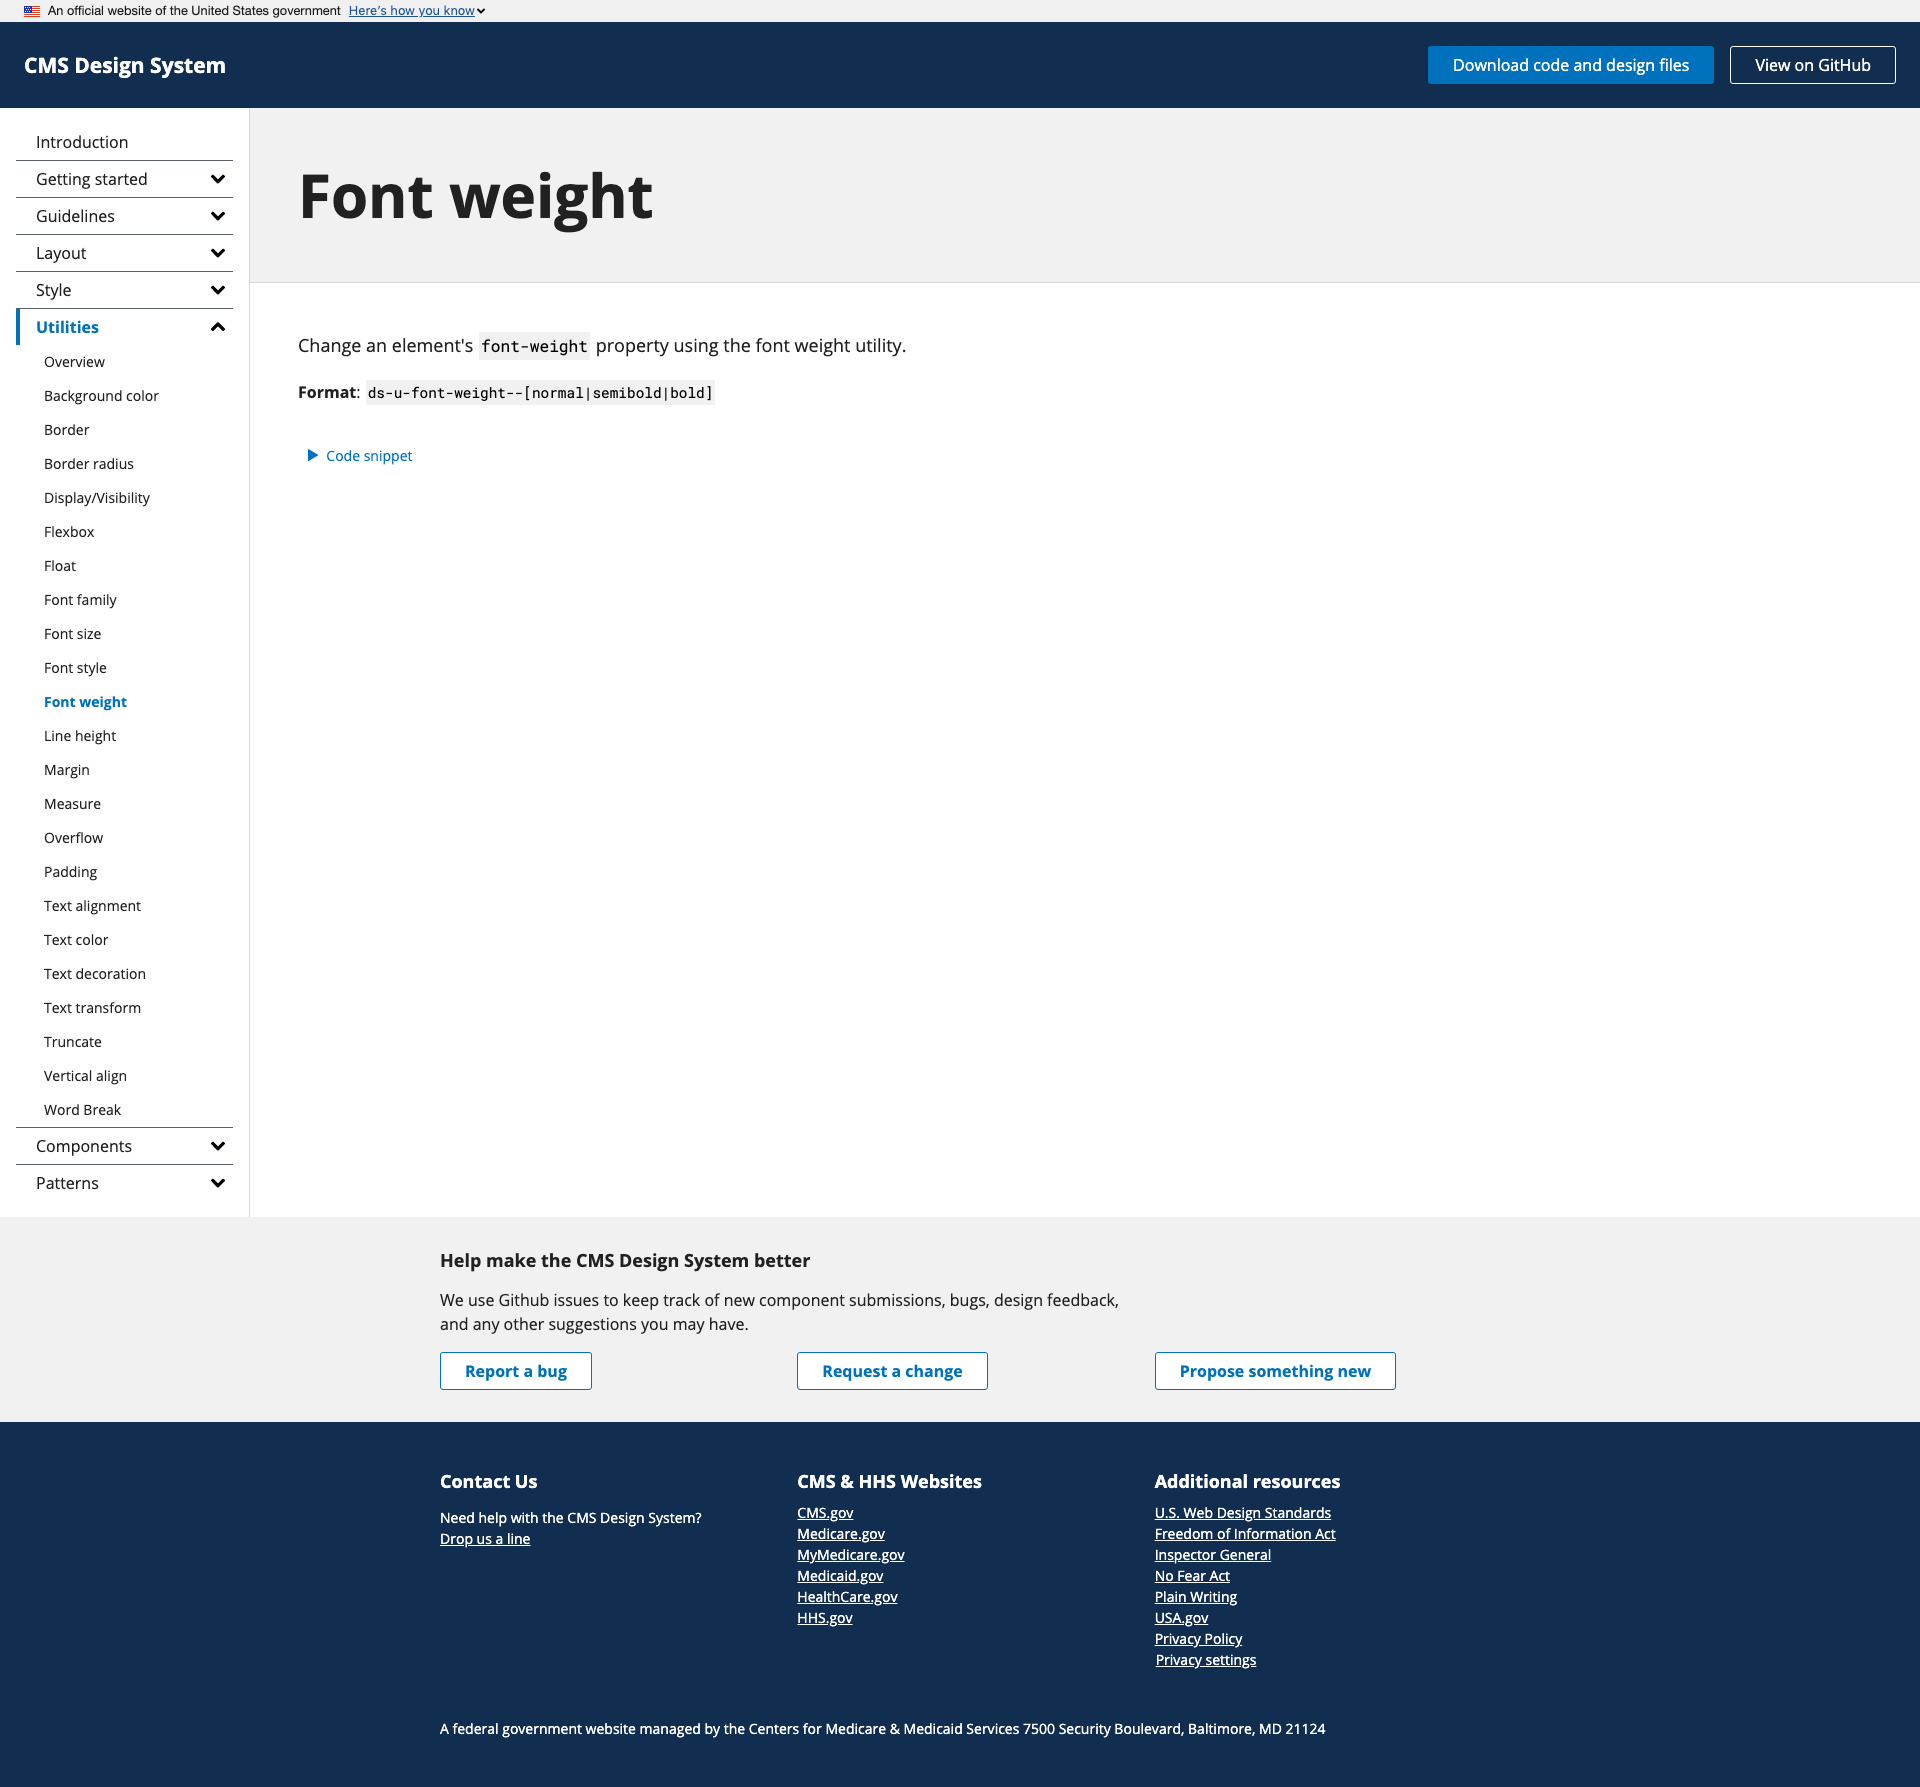 An official website of the United States government Here's how you know
CMS Design System
Download code and design files
View on GitHub
Introduction
Getting started
Guidelines
Layout
Style
Utilities
Overview
Background color
Border
Border radius
Display/Visibility
Flexbox
Float
Font family
Font size
Font style
Font weight
Line height
Margin
Measure
Overflow
Padding
Text alignment
Text color
Text decoration
Text transform
Truncate
Vertical align
Word Break
Components
Patterns
Font weight
Change an element's font-weight property using the font weight utility.
Format: ds-u-font-weight--[normal|semibold|bold]
Code snippet
Help make the CMS Design System better
We use Github issues to keep track of new component submissions, bugs, design feedback,
and any other suggestions you may have.
Report a bug
Request a change
Propose something new
Contact Us
Need help with the CMS Design System?
Drop us a line
CMS & HHS Websites
CMS.gov
Medicare.gov
MyMedicare.gov
Medicaid.gov
HealthCare.gov
HHS.gov
Additional resources
U.S. Web Design Standards
Freedom of Information Act
Inspector General
No Fear Act
Plain Writing
USA.gov
Privacy Policy
Privacy settings
A federal government website managed by the Centers for Medicare & Medicaid Services 7500 Security Boulevard, Baltimore, MD 21124